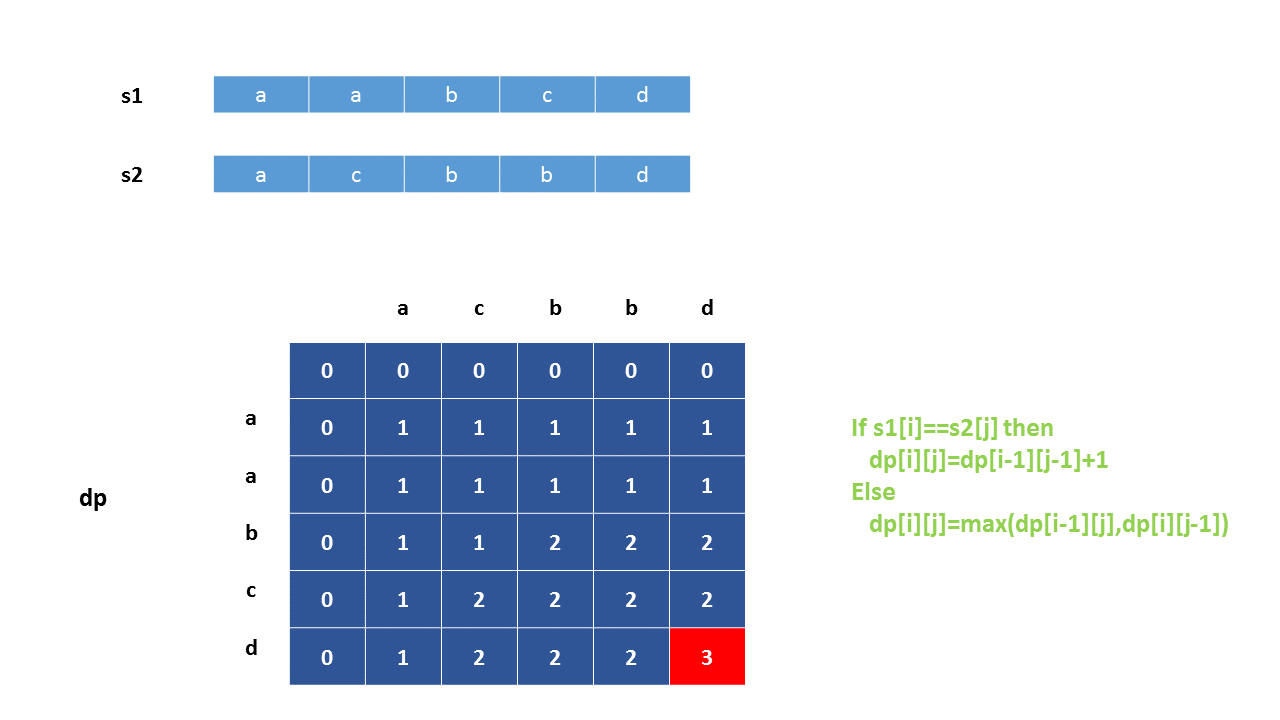 s1 a a b c d
s2 a c b b d
a c b b d
0 0 0 0 0 0
a 0 1 1 1 1 1
a 0 1 1 1 1 1
dp
b 0 1 1 2 2 2
c 0 1 2 2 2 2
d 0 1 2 2 2 3
If s1[i]==s2[j] then
dp[i][j]=dp[i-1][j-1]+1
Else
dp[i][j]=max(dp[i-1][j],dp[i][j-1])